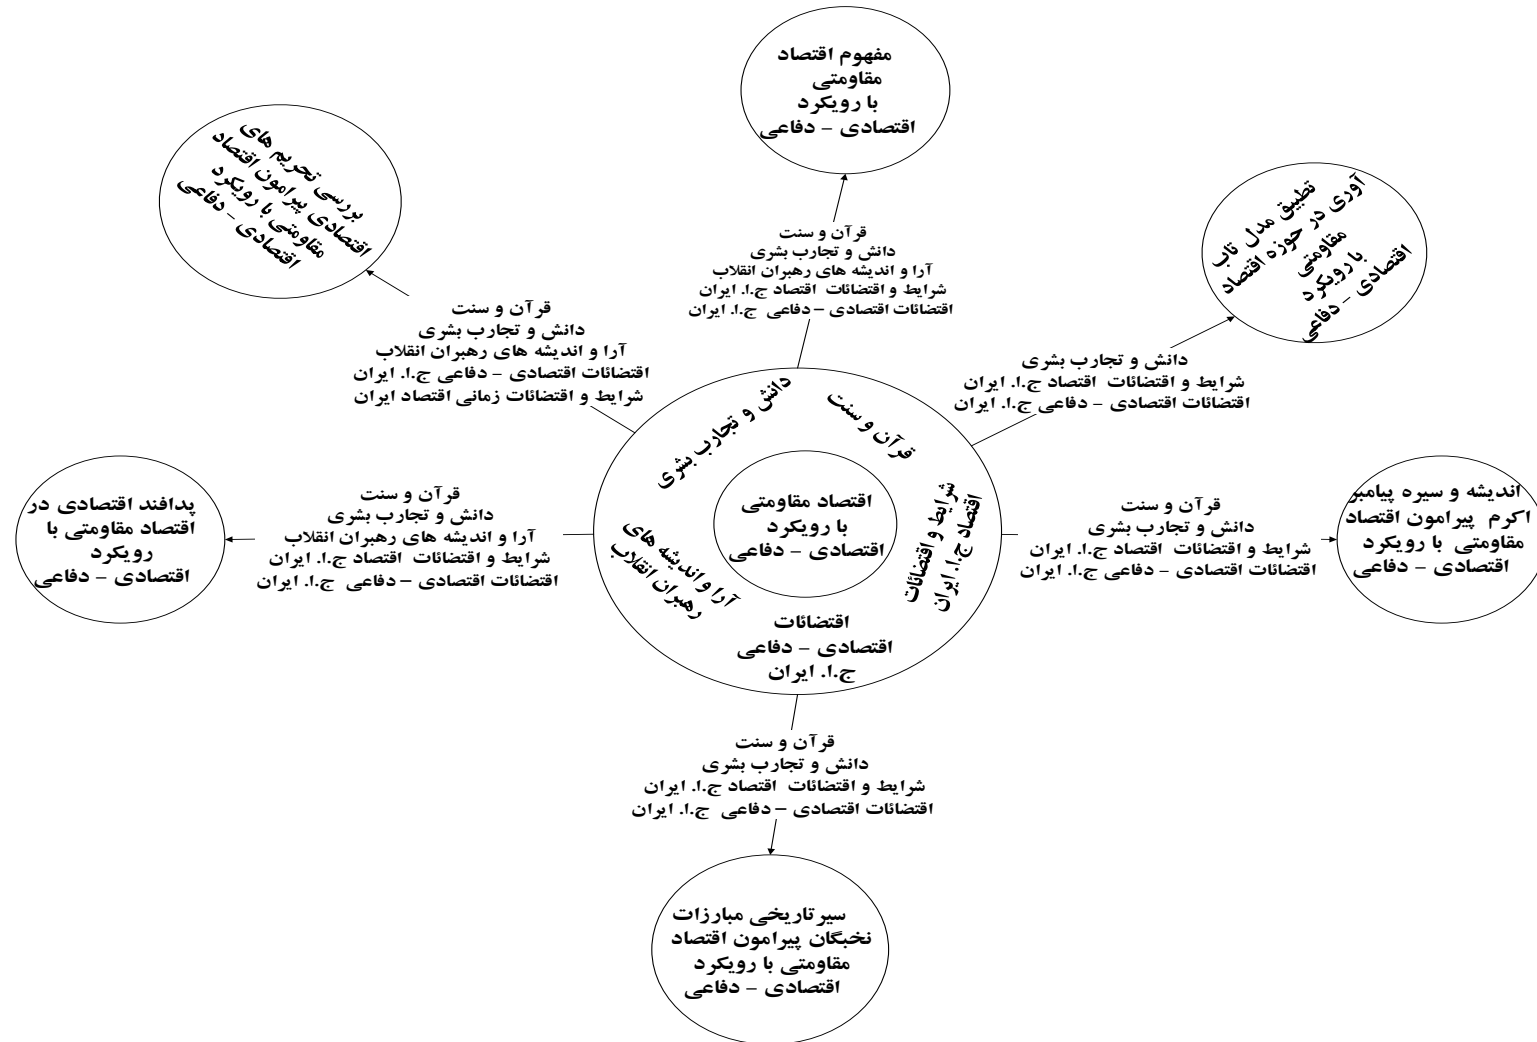 مفهوم اقتصاد
مقاومتی
با رویکرد
اقتصادی – دفاعی
قرآن و سنت
دانش و تجارب بشری
آرا و اندیشه های رهبران انقلاب
شرایط و اقتضائات اقتصاد ج.ا. ایران
اقتضائات اقتصادی – دفاعی ج.ا. ایران
تطبیق مدل تاب
آوری در حوزه اقتصاد
مقاومتی
با رویکرد
اقتصادی – دفاعی
دانش و تجارب بشری
شرایط و اقتضائات اقتصاد ج.ا. ایران
اقتضائات اقتصادی – دفاعی ج.ا. ایران
بررسی تحریم های
اقتصادی پیرامون اقتصاد
مقاومتی با رویکرد
اقتصادی – دفاعی
قرآن و سنت
دانش و تجارب بشری
آرا و اندیشه های رهبران انقلاب
اقتضائات اقتصادی – دفاعی ج.ا. ایران
شرایط و اقتضائات زمانی اقتصاد ایران
اندیشه و سیره پیامبر
اکرم پیرامون اقتصاد
مقاومتی با رویکرد
اقتصادی – دفاعی
قرآن و سنت
دانش و تجارب بشری
شرایط و اقتضائات اقتصاد ج.ا. ایران
اقتضائات اقتصادی – دفاعی ج.ا. ایران
قرآن و سنت
دانش و تجارب بشری
شرایط و اقتضائات
اقتصاد ج.ا. ایران
آرا و اندیشه های
رهبران انقلاب
اقتضائات
اقتصادی – دفاعی
ج.ا. ایران
اقتصاد مقاومتی
با رویکرد
اقتصادی – دفاعی
قرآن و سنت
دانش و تجارب بشری
آرا و اندیشه های رهبران انقلاب
شرایط و اقتضائات اقتصاد ج.ا. ایران
اقتضائات اقتصادی – دفاعی ج.ا. ایران
پدافند اقتصادی در
اقتصاد مقاومتی با
رویکرد
اقتصادی – دفاعی
قرآن و سنت
دانش و تجارب بشری
شرایط و اقتضائات اقتصاد ج.ا. ایران
اقتضائات اقتصادی – دفاعی ج.ا. ایران
سیر تاریخی مبارزات
نخبگان پیرامون اقتصاد
مقاومتی با رویکرد
اقتصادی – دفاعی